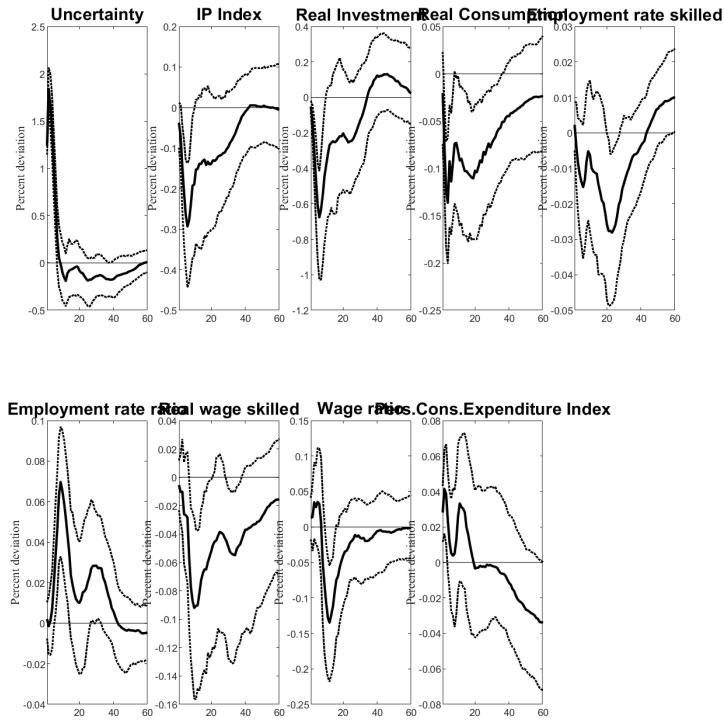 Uncertainty
Percent deviation
2.5
2
1.5
1
0.5
0
-0.5
20 40 60
IP Index
Percent deviation
0.2
0.1
0
-0.1
-0.2
-0.3
-0.4
-0.5
20 40 60
Real Investment
Percent deviation
0.4
0.2
0
-0.2
-0.4
-0.6
-0.8
-1
-1.2
20 40 60
Real Consumption
Percent deviation
0.05
0
-0.05
-0.1
-0.15
-0.2
-0.25
20 40 60
Employment rate skilled
Percent deviation
0.03
0.02
0.01
0
-0.01
-0.02
-0.03
-0.04
-0.05
20 40 60
Employment rate ratio
Percent deviation
0.1
0.08
0.06
0.04
0.02
0
-0.02
-0.04
20 40 60
Real wage skilled
Percent deviation
0.04
0.02
0
-0.02
-0.04
-0.06
-0.08
-0.1
-0.12
-0.14
-0.16
20 40 60
Wage ratio
Percent deviation
0.15
0.1
0.05
0
-0.05
-0.1
-0.15
-0.2
-0.25
20 40 60
Pers.Cons.Expenditure Index
Percent deviation
0.08
0.06
0.04
0.02
0
-0.02
-0.04
-0.06
-0.08
20 40 60